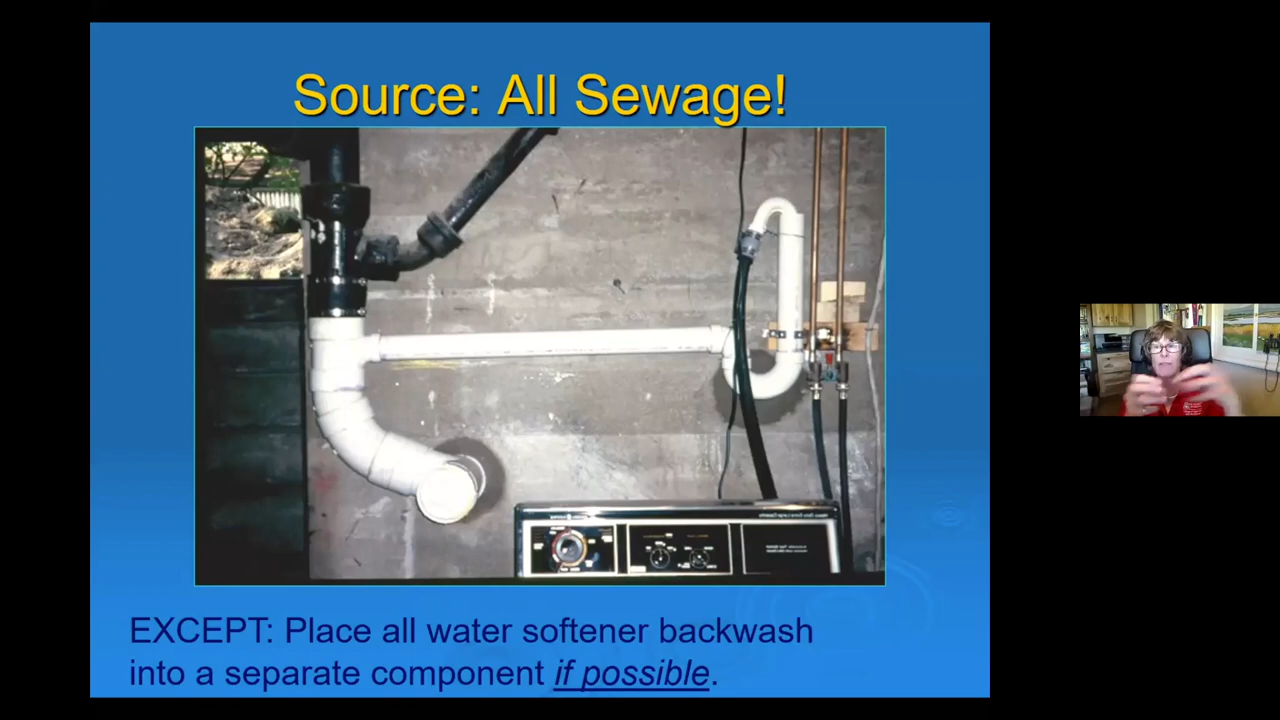 Source: All Sewage!
EXCEPT: Place all water softener backwash
into a separate component if possible.